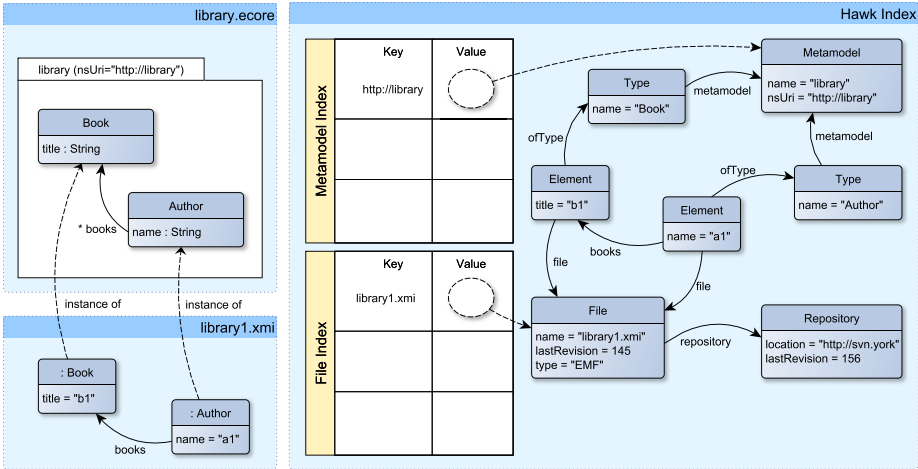 library.ecore
library (nsUri="http://library")
Book
title : String
* books
Author
name : String
instance of
instance of
library1.xmi
: Book
title = "b1"
books
: Author
name = "a1"
Hawk Index
Metamodel Index
Key
Value
http://library
File Index
Key
Value
library1.xmi
Metamodel
name = "library"
nsUri = "http://library"
Type
name = "Book"
metamodel
metamodel
ofType
ofType
Type
name = "Author"
Element
title = "b1"
Element
name = "a1"
books
file
file
File
name = "library1.xmi"
lastRevision = 145
type = "EMF"
repository
Repository
location = "http://svn.york"
lastRevision = 156